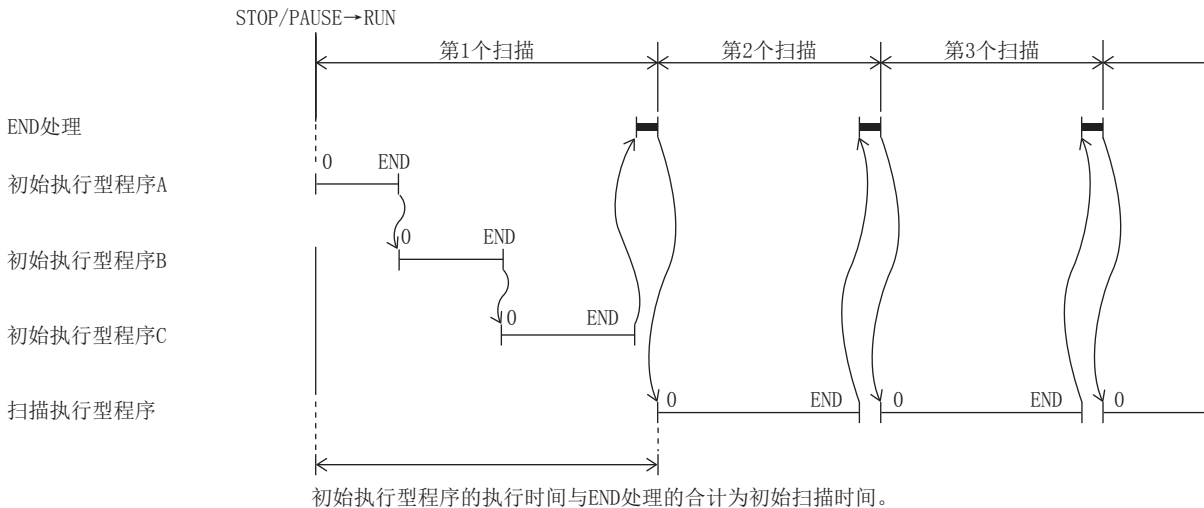 STOP/PAUSE→RUN
第1个扫描 第2个扫描 第3个扫描
END处理
0 END
初始执行型程序A
0 END
初始执行型程序B
0 END
初始执行型程序C
0 END 0 END 0
扫描执行型程序
初始执行型程序的执行时间与END处理的合计为初始扫描时间。